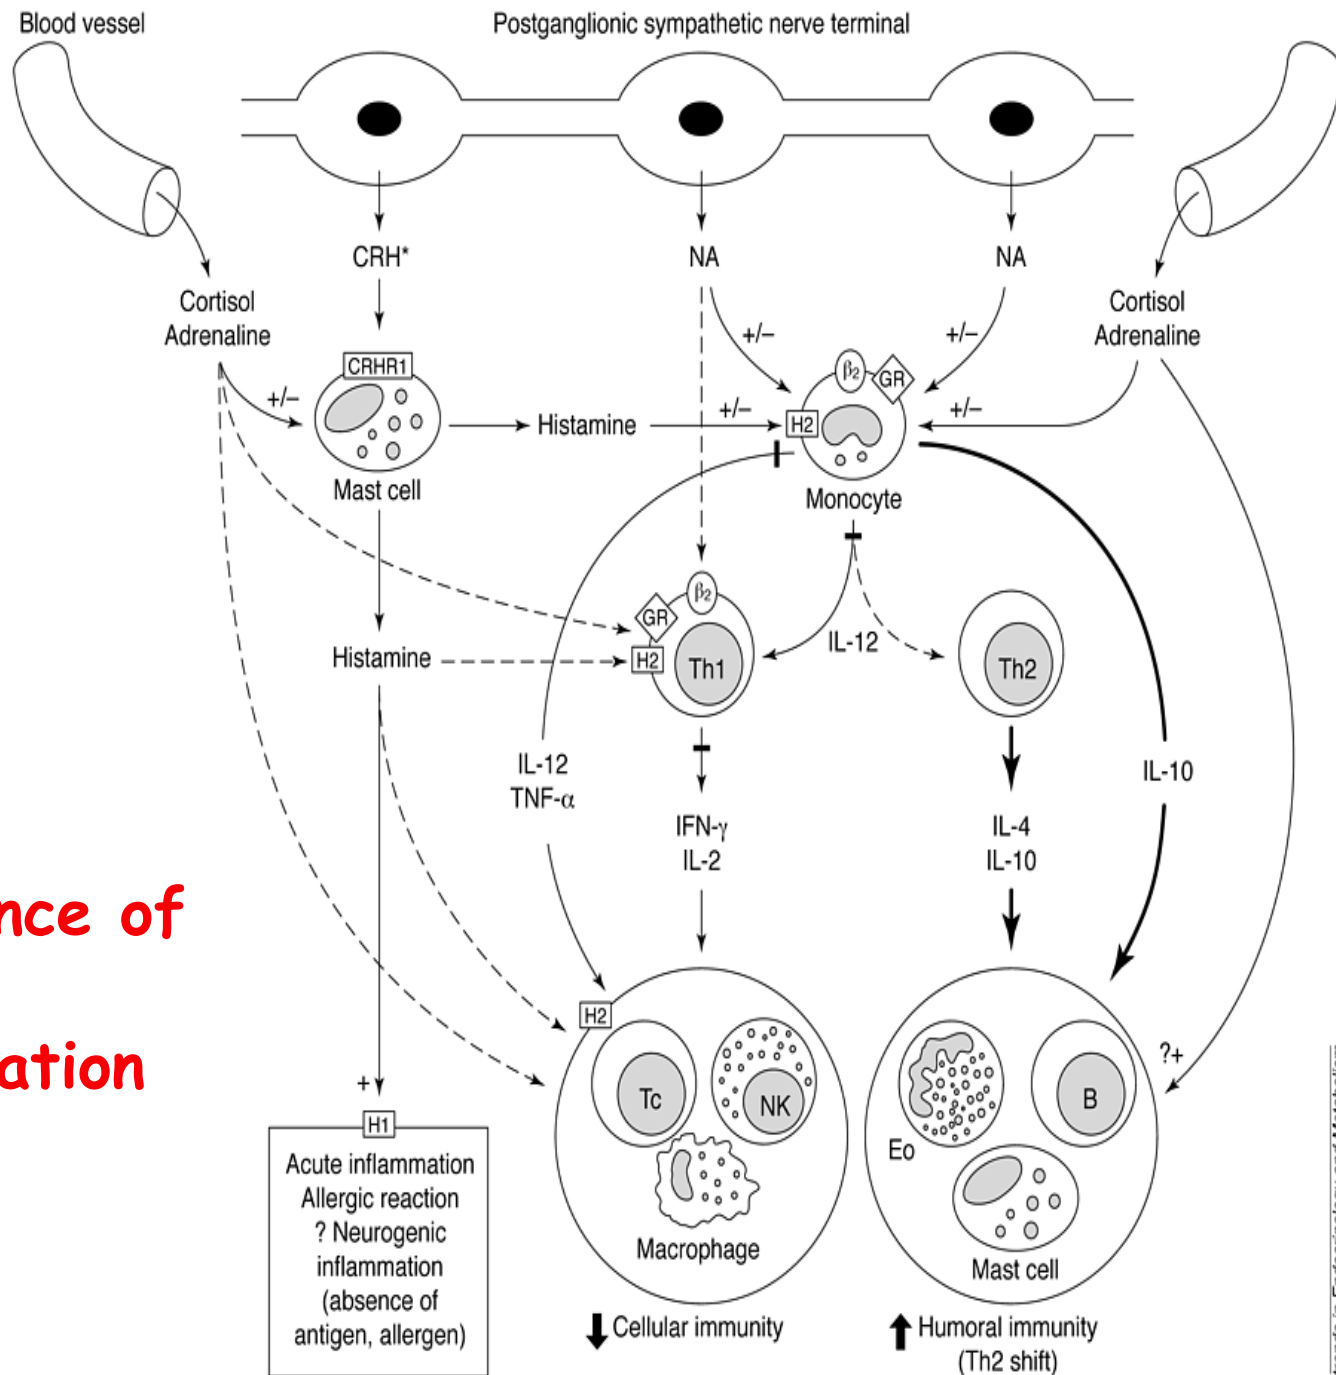 Blood vessel
Postganglionic sympathetic nerve terminal
CRH*
NA
NA
Cortisol
Adrenaline
Cortisol
Adrenaline
+/–
+/–
+/–
CRHR1
β2
GR
+/–
Histamine
+/–
H2
Mast cell
Monocyte
β2
GR
H2
Th1
IL-12
Th2
Histamine
IL-12
TNF-α
IL-10
IFN-γ
IL-2
IL-4
IL-10
nce of
ation
H2
Tc
NK
Macrophage
Eo
B
Mast cell
?+
+
H1
Acute inflammation
Allergic reaction
? Neurogenic
inflammation
(absence of
antigen, allergen)
Cellular immunity
Humoral immunity
(Th2 shift)